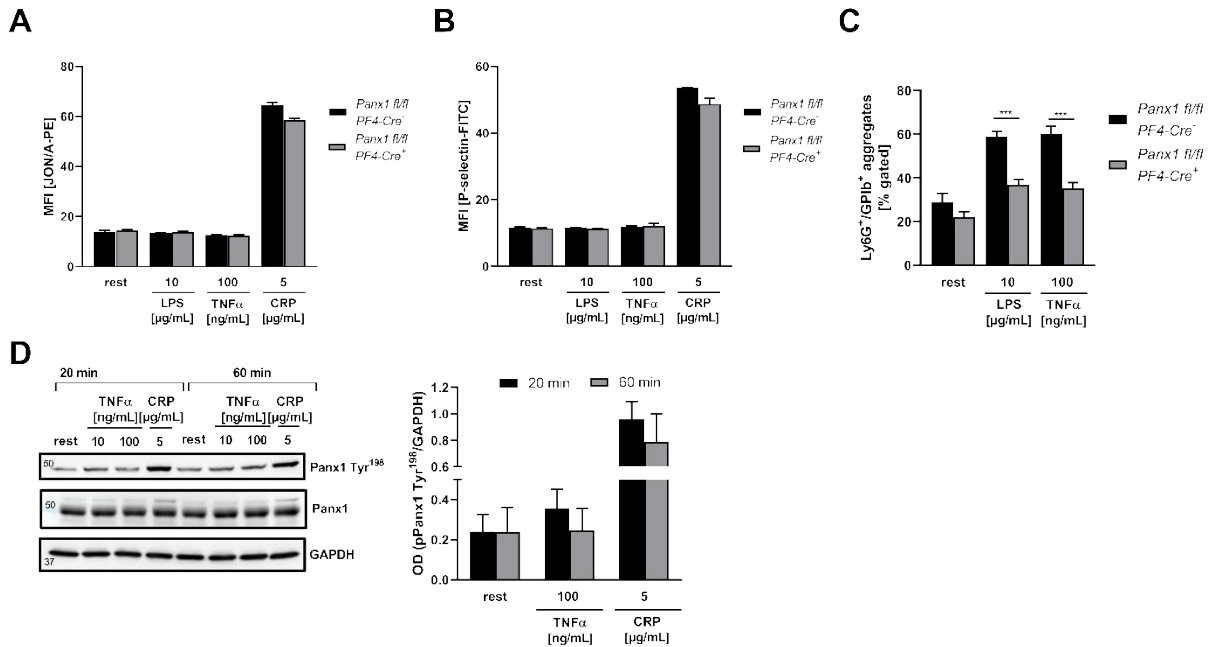 A
MFI [JON/A-PE]
80
60
40
20
0
rest
10
100
5
LPS
TNFα
CRP
[µg/mL]
[ng/mL]
[µg/mL]
Panx1 fl/fl
PF4-Cre-
Panx1 fl/fl
PF4-Cre+
B
MFI [P-selectin-FITC]
60
40
20
0
rest
10
100
5
LPS
TNFα
CRP
[µg/mL]
[ng/mL]
[µg/mL]
Panx1 fl/fl
PF4-Cre-
Panx1 fl/fl
PF4-Cre+
C
Ly6G+/GPIb+ aggregates
[% gated]
80
60
40
20
0
***
***
rest
10
100
LPS
TNFα
[µg/mL]
[ng/mL]
Panx1 fl/fl
PF4-Cre-
Panx1 fl/fl
PF4-Cre+
D
20 min
60 min
TNFα
CRP
TNFα
CRP
[ng/mL]
[µg/mL]
[ng/mL]
[µg/mL]
rest
10
100
5
rest
10
100
5
50
Panx1 Tyr198
50
Panx1
37
GAPDH
OD (pPanx1 Tyr198/GAPDH)
20 min
60 min
1.2
1.0
0.8
0.6
0.4
0.2
0.0
rest
100
5
TNFα
CRP
[ng/mL]
[µg/mL]